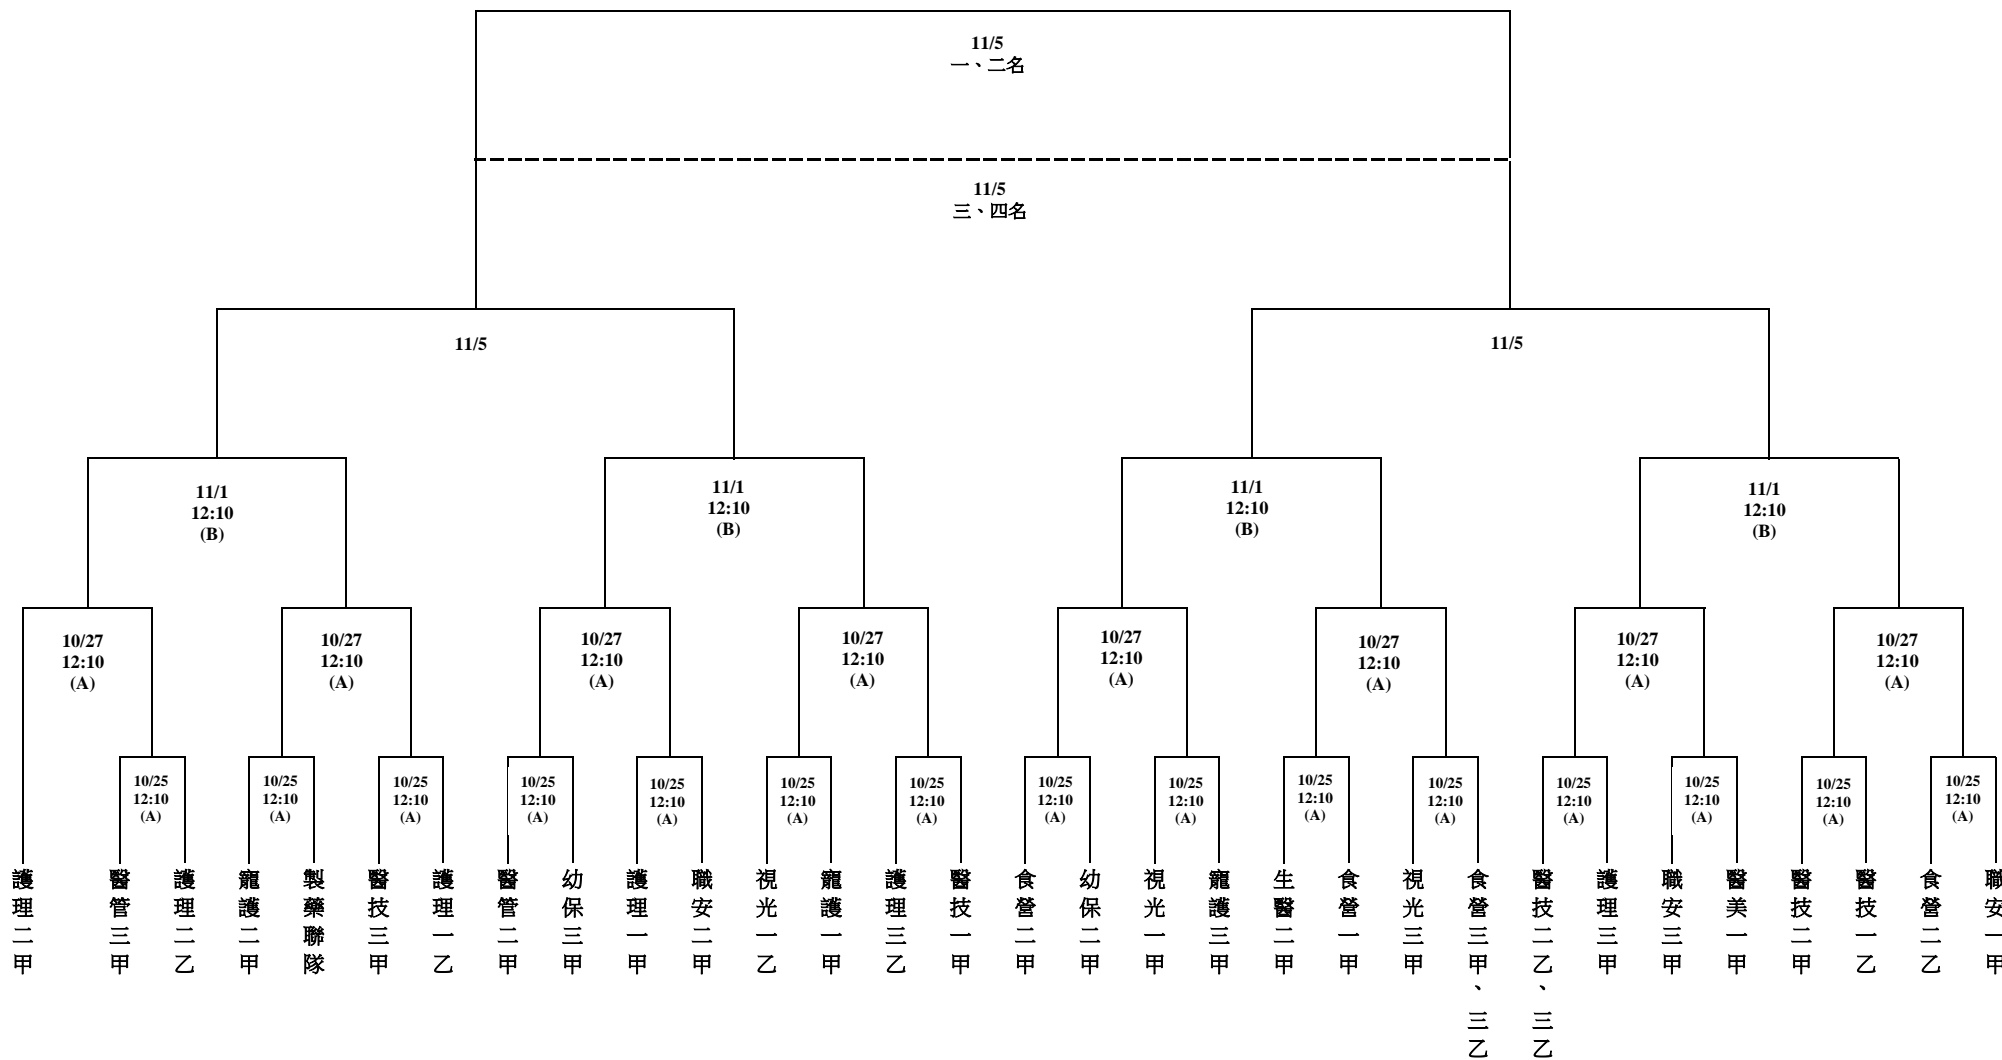 11/5
一、二名
11/5
三、四名
11/5
11/5
11/1
12:10
(B)
11/1
12:10
(B)
11/1
12:10
(B)
11/1
12:10
(B)
10/27
12:10
(A)
10/27
12:10
(A)
10/27
12:10
(A)
10/27
12:10
(A)
10/27
12:10
(A)
10/27
12:10
(A)
10/27
12:10
(A)
10/27
12:10
(A)
10/25
12:10
(A)
10/25
12:10
(A)
10/25
12:10
(A)
10/25
12:10
(A)
10/25
12:10
(A)
10/25
12:10
(A)
10/25
12:10
(A)
10/25
12:10
(A)
10/25
12:10
(A)
10/25
12:10
(A)
10/25
12:10
(A)
10/25
12:10
(A)
10/25
12:10
(A)
10/25
12:10
(A)
10/25
12:10
(A)
護理二甲
醫管三甲
護理二乙
寵護二甲
製藥聯隊
醫技三甲
護理一乙
醫管二甲
幼保三甲
護理一甲
職安二甲
視光一乙
寵護一甲
護理三乙
醫技一甲
食營二甲
幼保二甲
視光一甲
寵護三甲
生醫二甲
食營一甲
視光三甲
食營三甲、三乙
醫技二乙、三乙
護理三甲
職安三甲
醫美一甲
醫技二甲
醫技一乙
食營二乙
職安一甲